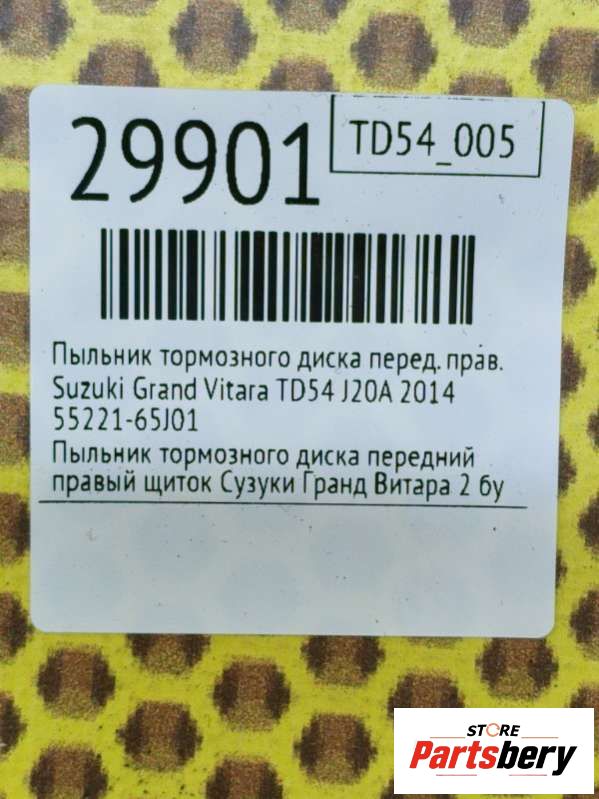 29901
TD54_005
Пыльник тормозного диска перед. прав.
Suzuki Grand Vitara TD54 J20A 2014
55221-65J01
Пыльник тормозного диска передний
правый щиток Сузуки Гранд Витара 2 бу
STORE
Partsbery